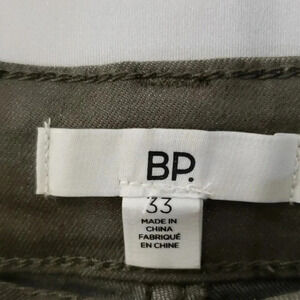 BP.
33
MADE IN
CHINA
FABRIQUÉ
EN CHINE